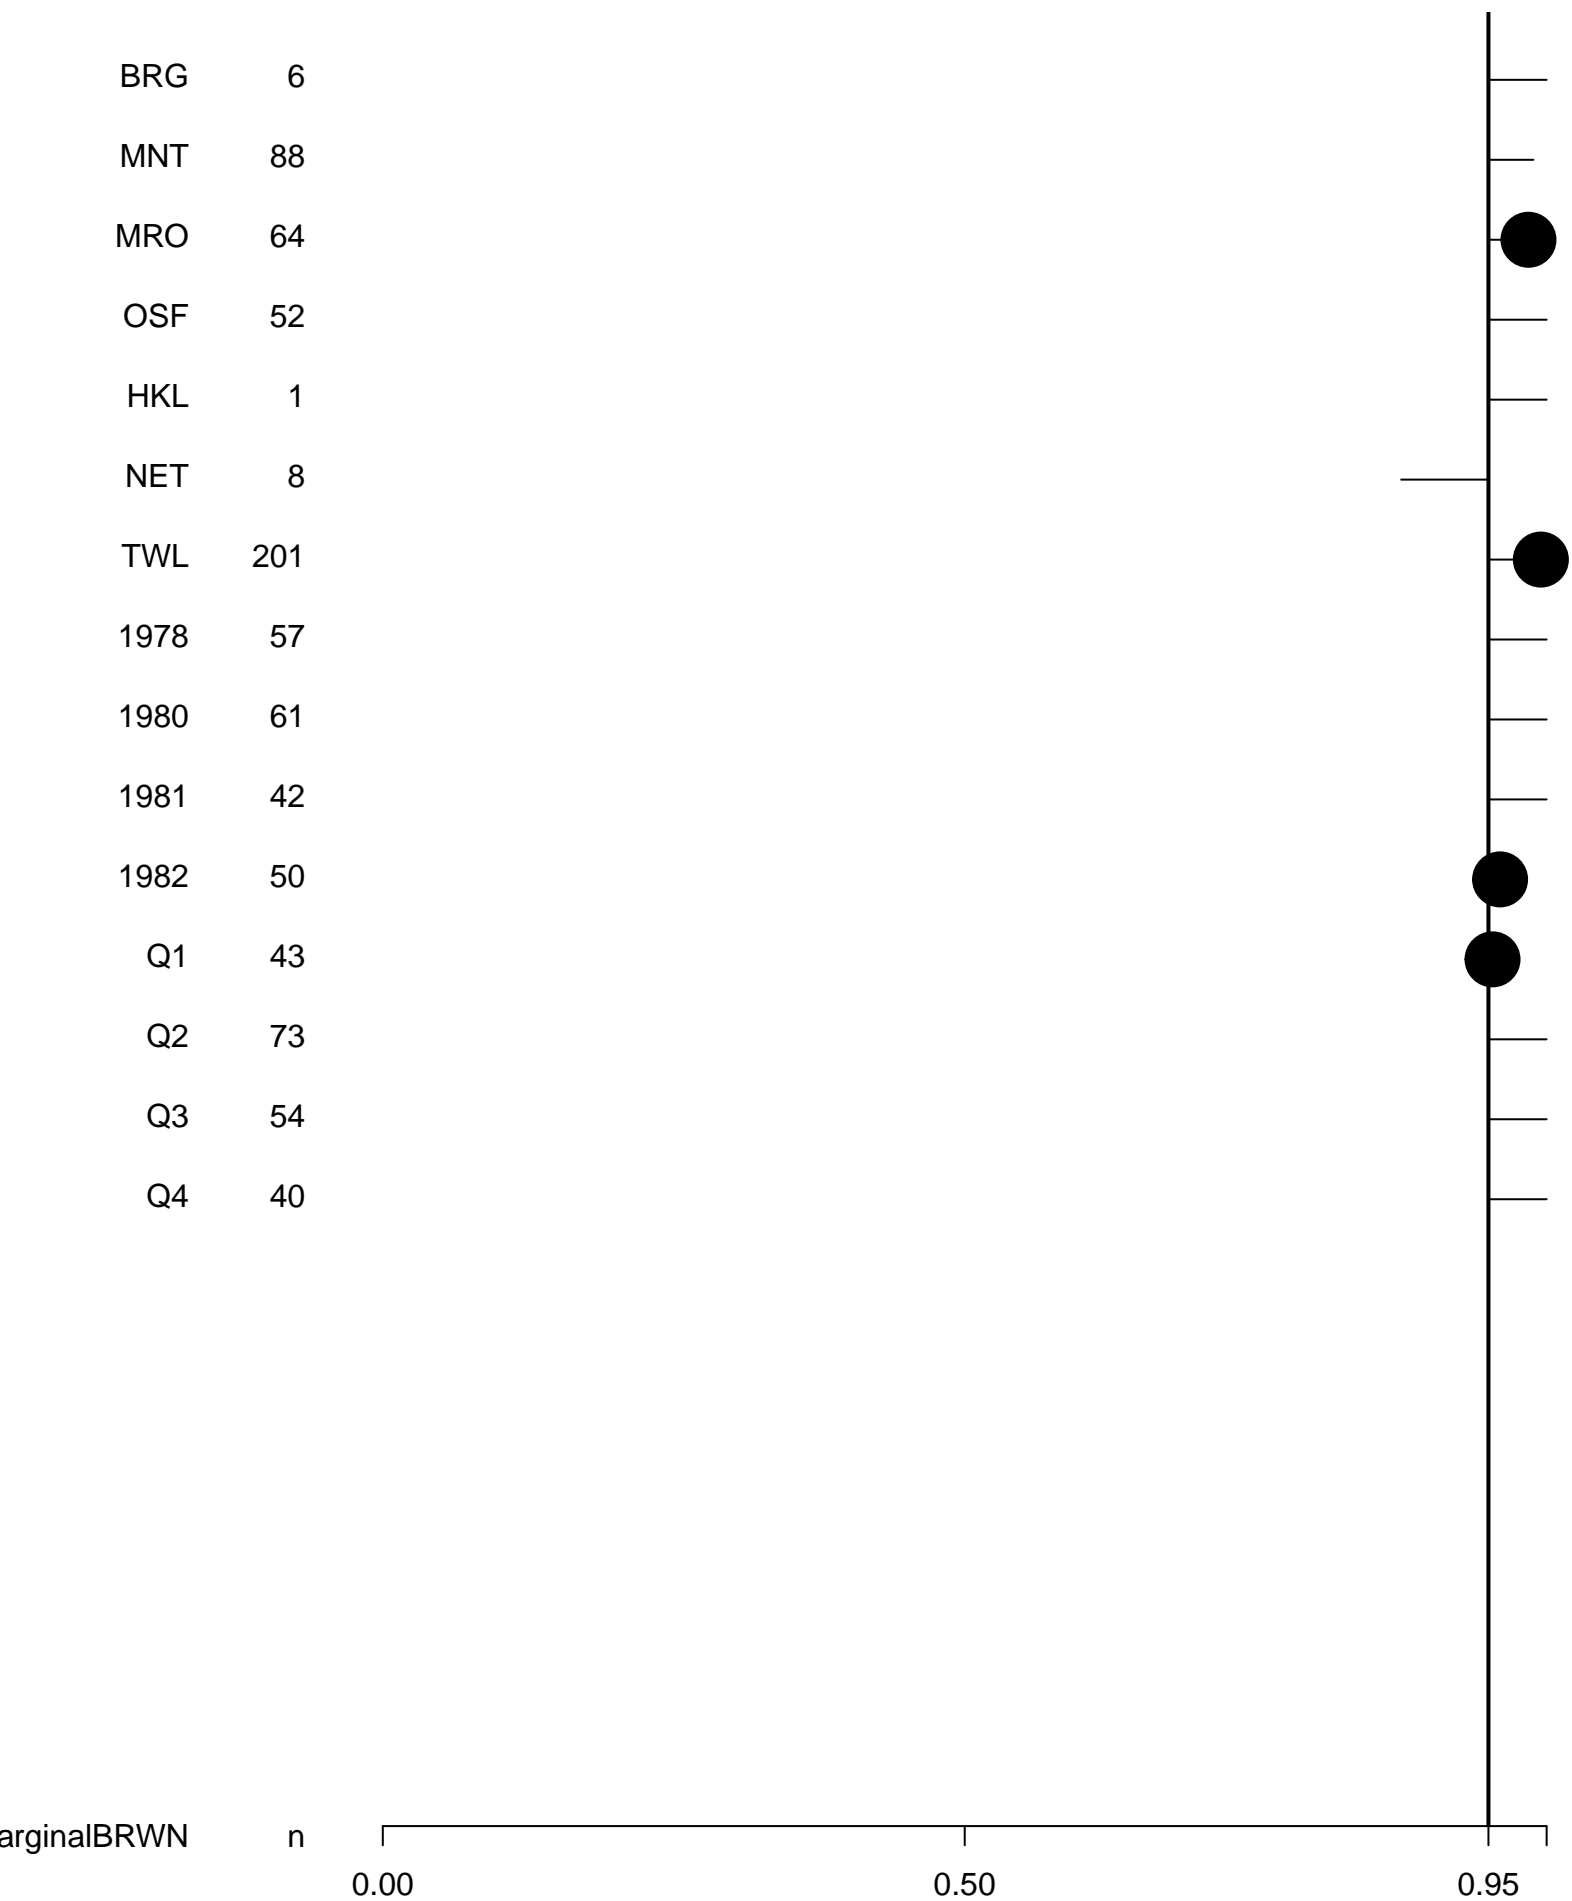 BRG 6
MNT 88
MRO 64
OSF 52
HKL 1
NET 8
TWL 201
1978 57
1980 61
1981 42
1982 50
Q1 43
Q2 73
Q3 54
Q4 40
arginalBRWN n
0.00 0.50 0.95